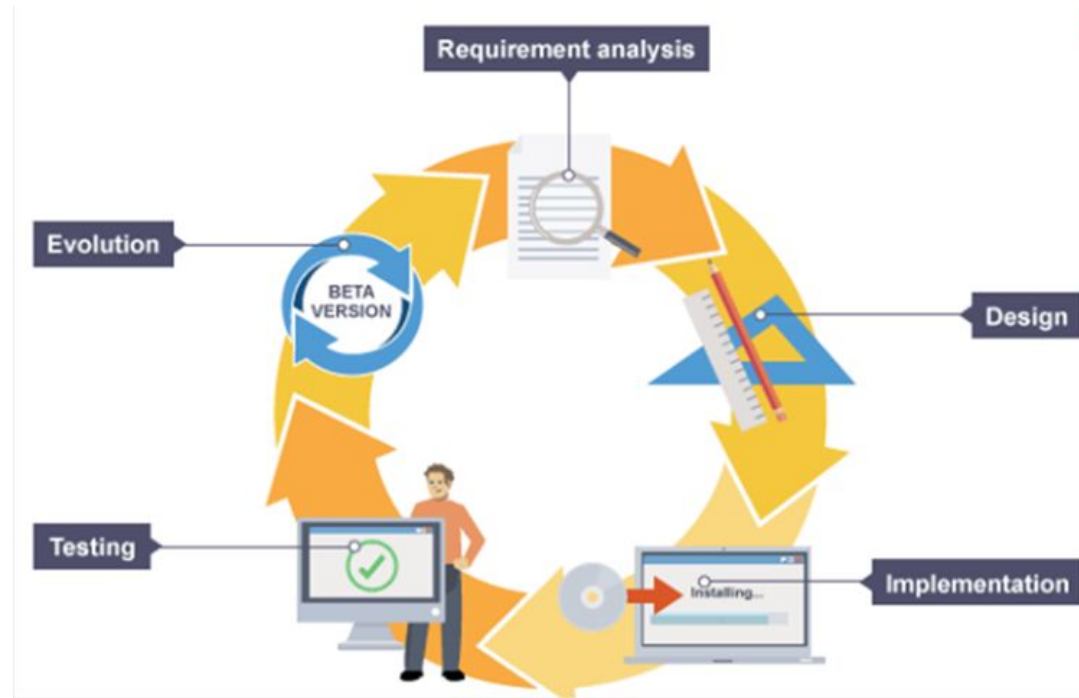 Requirement analysis
Evolution
BETA
VERSION
Design
Testing
Installing...
Implementation